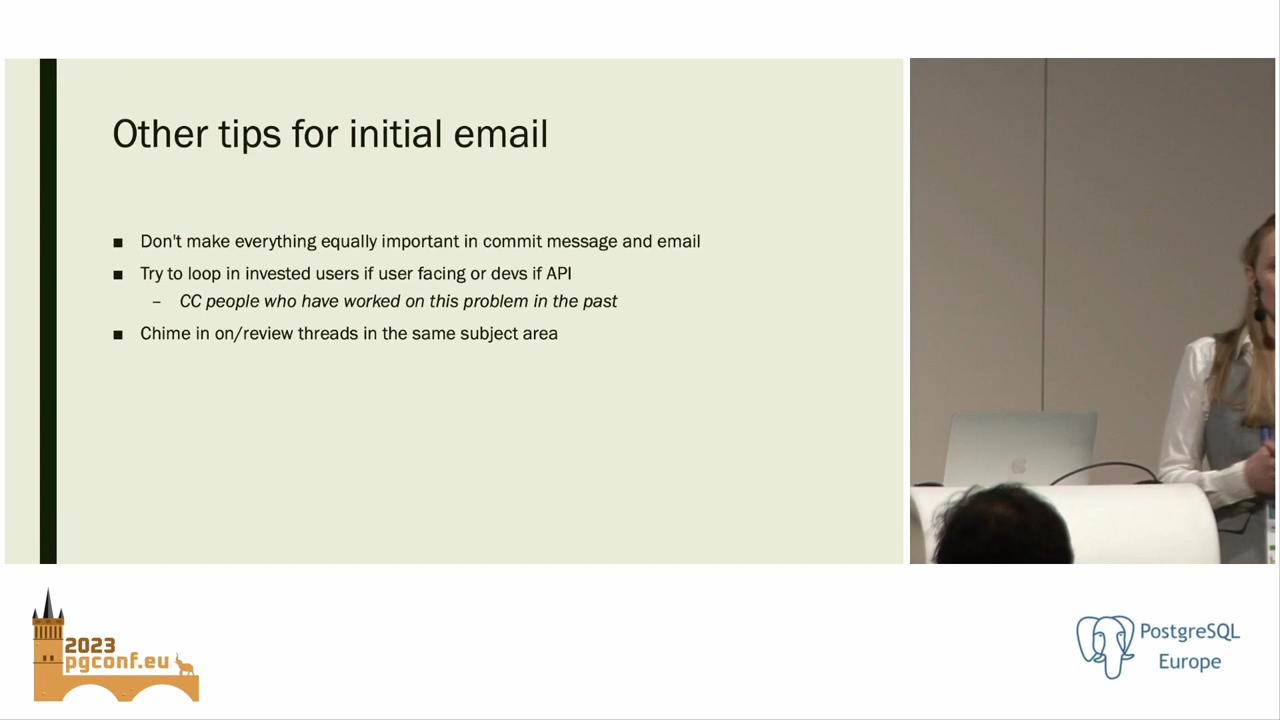 Other tips for initial email
■ Don't make everything equally important in commit message and email
■ Try to loop in invested users if user facing or devs if API
– CC people who have worked on this problem in the past
■ Chime in on/review threads in the same subject area
2023
pgconf.eu
PostgreSQL
Europe